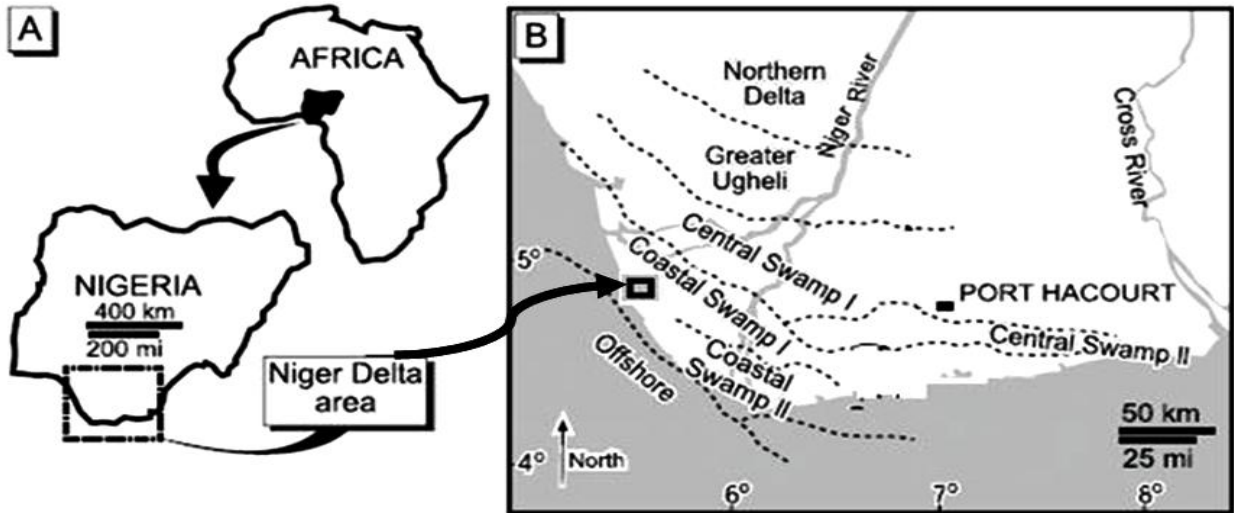 A
AFRICA
NIGERIA
400 km
200 mi
Niger Delta
area
B
Northern
Delta
Niger River
Cross River
Greater
Ugheli
Central Swamp I
Coastal Swamp I
5°
PORT HACOURT
Central Swamp II
Offshore
Coastal
Swamp II
50 km
25 mi
4°
North
6°
7°
8°